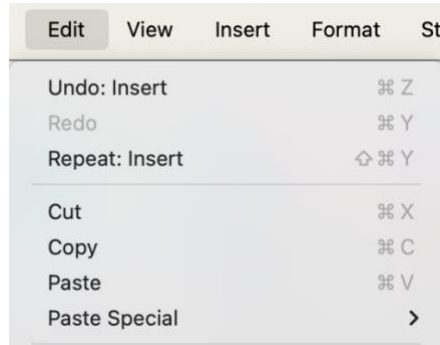 Edit View Insert Format St
Undo: Insert ⌘ Z
Redo ⌘ Y
Repeat: Insert ⇧ ⌘ Y
Cut ⌘ X
Copy ⌘ C
Paste ⌘ V
Paste Special